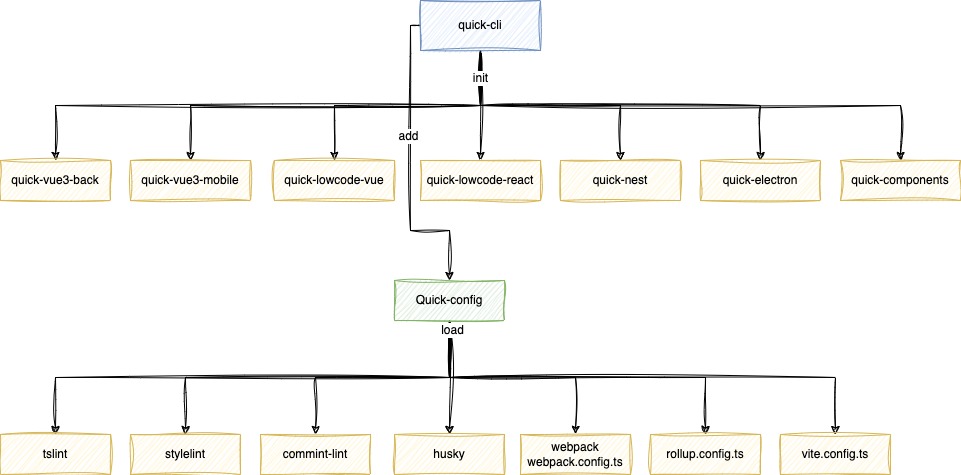 quick-cli
init
add
quick-vue3-back
quick-vue3-mobile
quick-lowcode-vue
quick-lowcode-react
quick-nest
quick-electron
quick-components
Quick-config
load
tslint
stylelint
commint-lint
husky
webpack
webpack.config.ts
rollup.config.ts
vite.config.ts